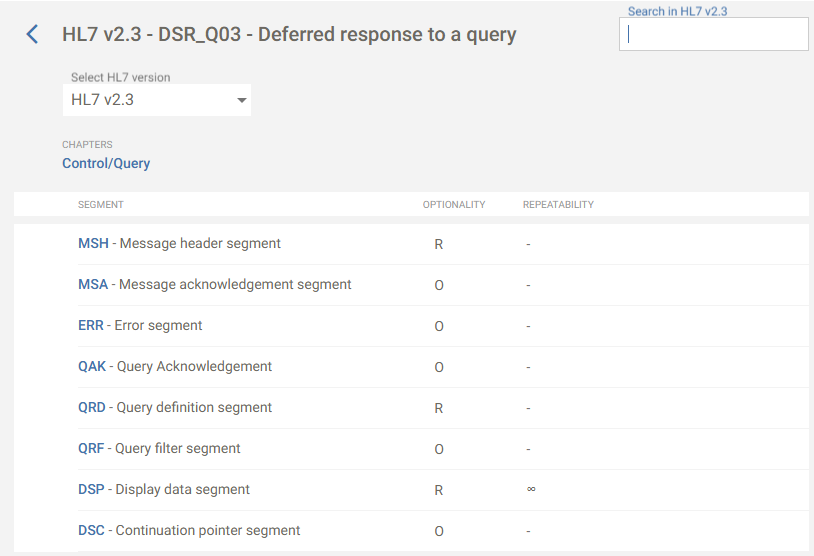 Search in HL7 v2.3
HL7 v2.3 - DSR_Q03 - Deferred response to a query
Select HL7 version
HL7 v2.3
CHAPTERS
Control/Query
SEGMENT OPTIONALITY REPEATABILITY
MSH - Message header segment R -
MSA - Message acknowledgement segment O -
ERR - Error segment O -
QAK - Query Acknowledgement O -
QRD - Query definition segment R -
QRF - Query filter segment O -
DSP - Display data segment R ∞
DSC - Continuation pointer segment O -